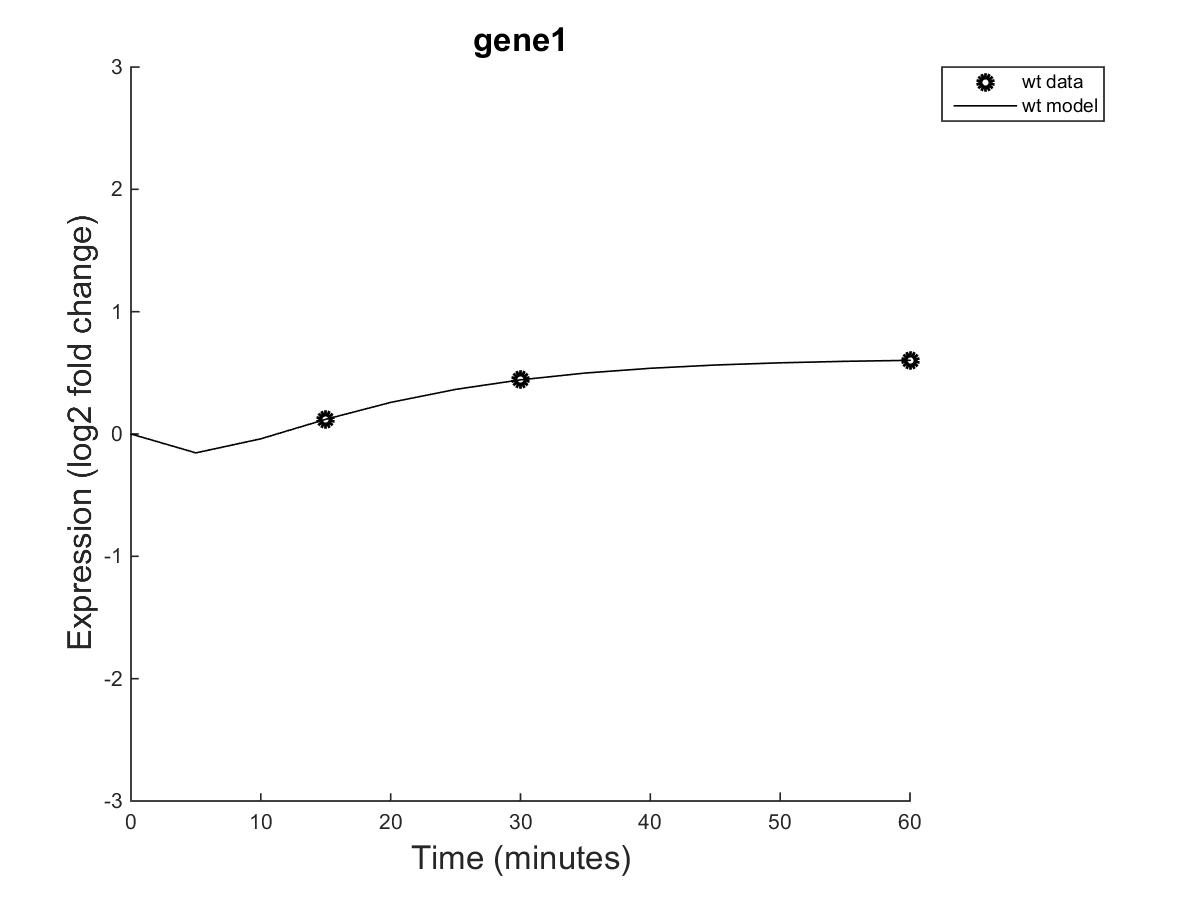 gene1
wt data
wt model
3
2
1
0
-1
-2
-3
Expression (log2 fold change)
0 10 20 30 40 50 60
Time (minutes)